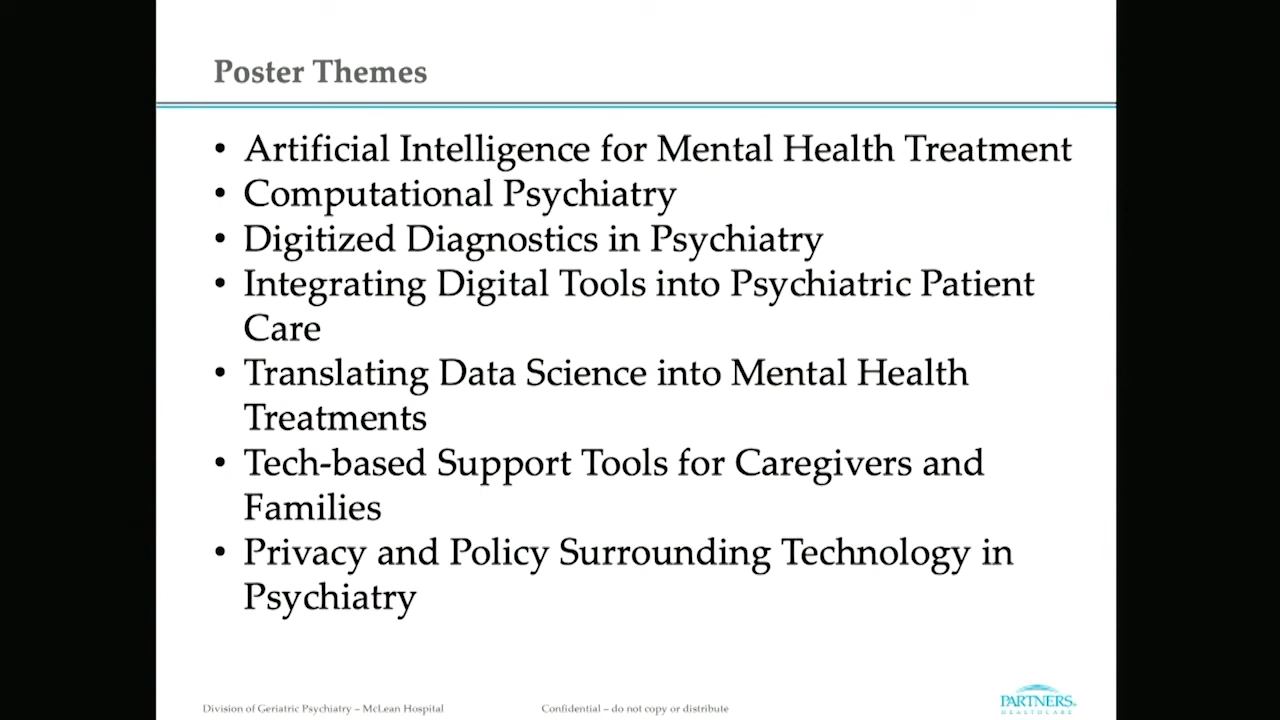 Poster Themes
• Artificial Intelligence for Mental Health Treatment
• Computational Psychiatry
• Digitized Diagnostics in Psychiatry
• Integrating Digital Tools into Psychiatric Patient
Care
• Translating Data Science into Mental Health
Treatments
• Tech-based Support Tools for Caregivers and
Families
• Privacy and Policy Surrounding Technology in
Psychiatry
Division of Geriatric Psychiatry – McLean Hospital
Confidential – do not copy or distribute
PARTNERS
HEALTHCARE